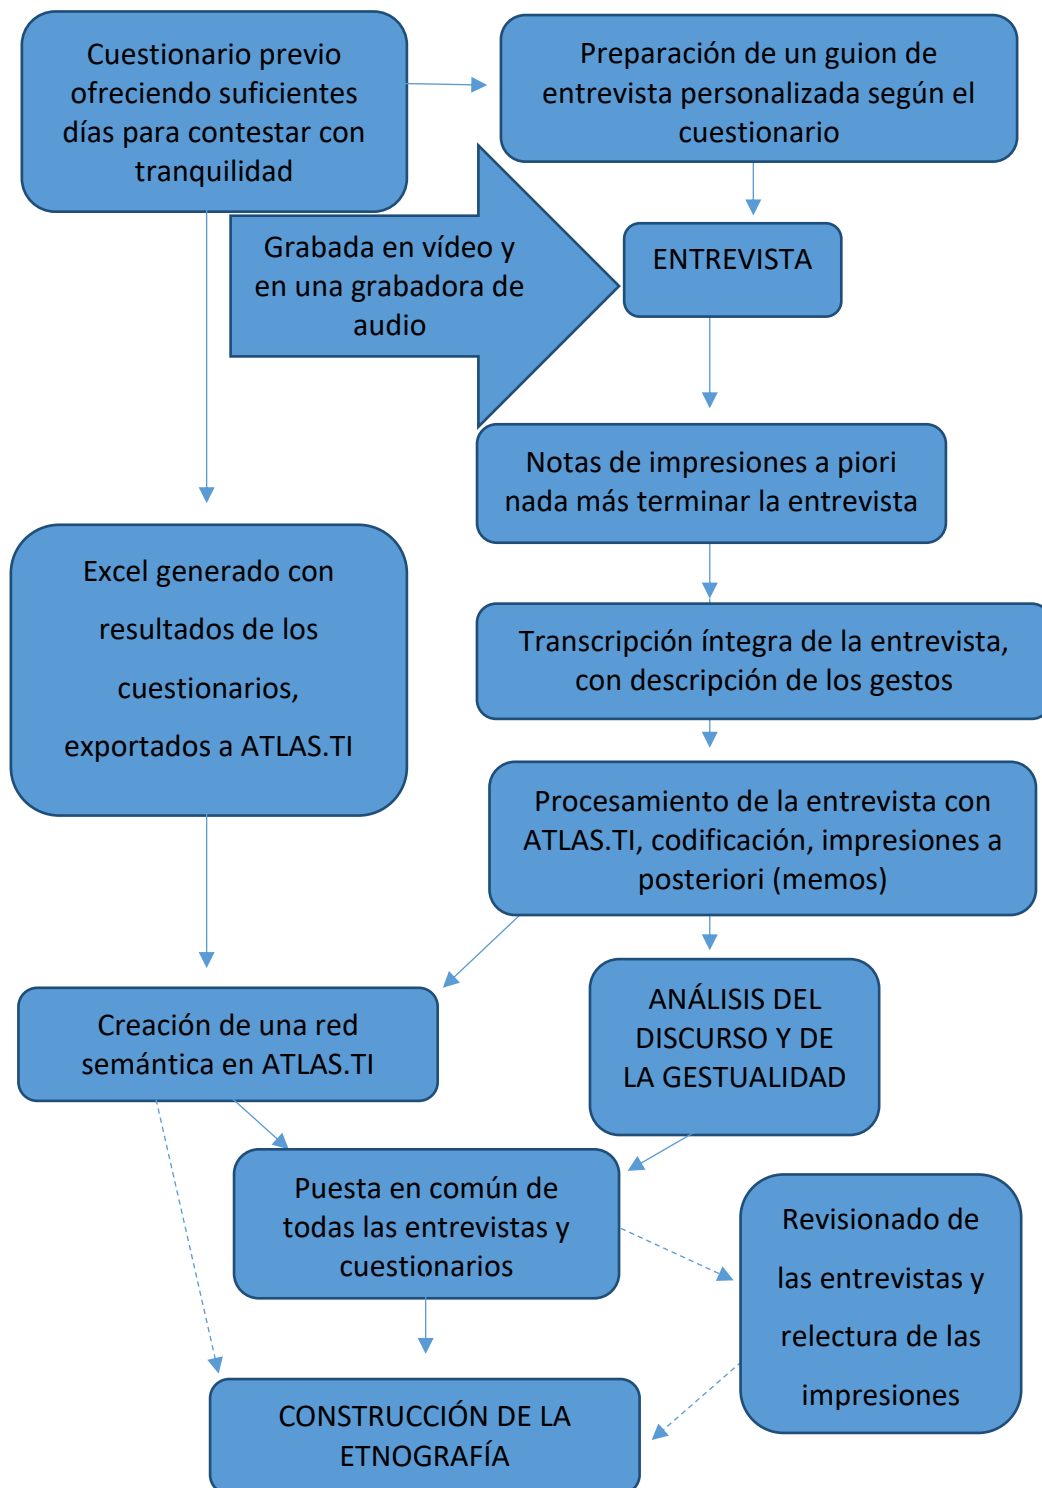 Cuestionario previo
ofreciendo suficientes
días para contestar con
tranquilidad
Preparación de un guion de
entrevista personalizada según el
cuestionario
Grabada en vídeo y
en una grabadora de
audio
ENTREVISTA
Notas de impresiones a piori
nada más terminar la entrevista
Excel generado con
resultados de los
cuestionarios,
exportados a ATLAS.TI
Transcripción íntegra de la entrevista,
con descripción de los gestos
Procesamiento de la entrevista con
ATLAS.TI, codificación, impresiones a
posteriori (memos)
Creación de una red
semántica en ATLAS.TI
ANÁLISIS DEL
DISCURSO Y DE
LA GESTUALIDAD
Puesta en común de
todas las entrevistas y
cuestionarios
Revisionado de
las entrevistas y
relectura de las
impresiones
CONSTRUCCIÓN DE LA
ETNOGRAFÍA